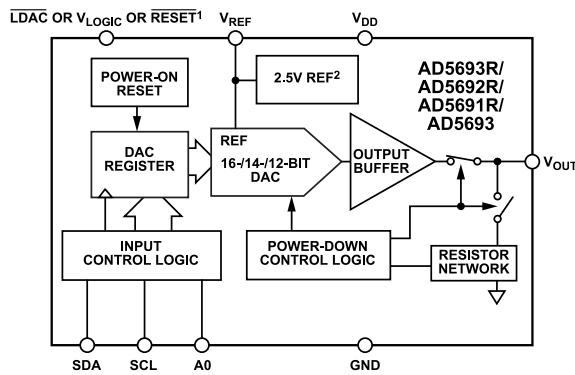 LDAC OR VLOGIC OR RESET1
VREF
VDD
POWER-ON
RESET
2.5V REF2
AD5693R/
AD5692R/
AD5691R/
AD5693
DAC
REGISTER
REF
16-/14-/12-BIT
DAC
OUTPUT
BUFFER
VOUT
INPUT
CONTROL LOGIC
POWER-DOWN
CONTROL LOGIC
RESISTOR
NETWORK
SDA
SCL
A0
GND